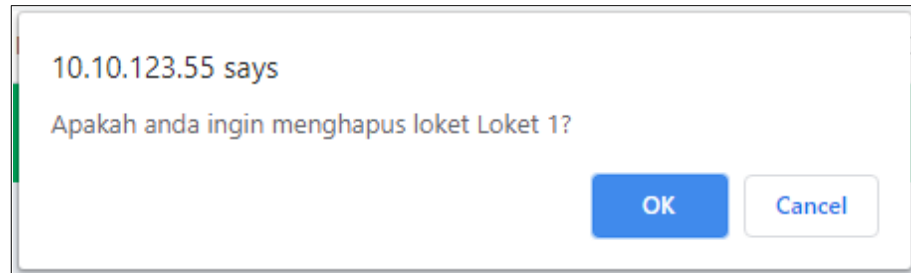 10.10.123.55 says
Apakah anda ingin menghapus loket Loket 1?
OK
Cancel